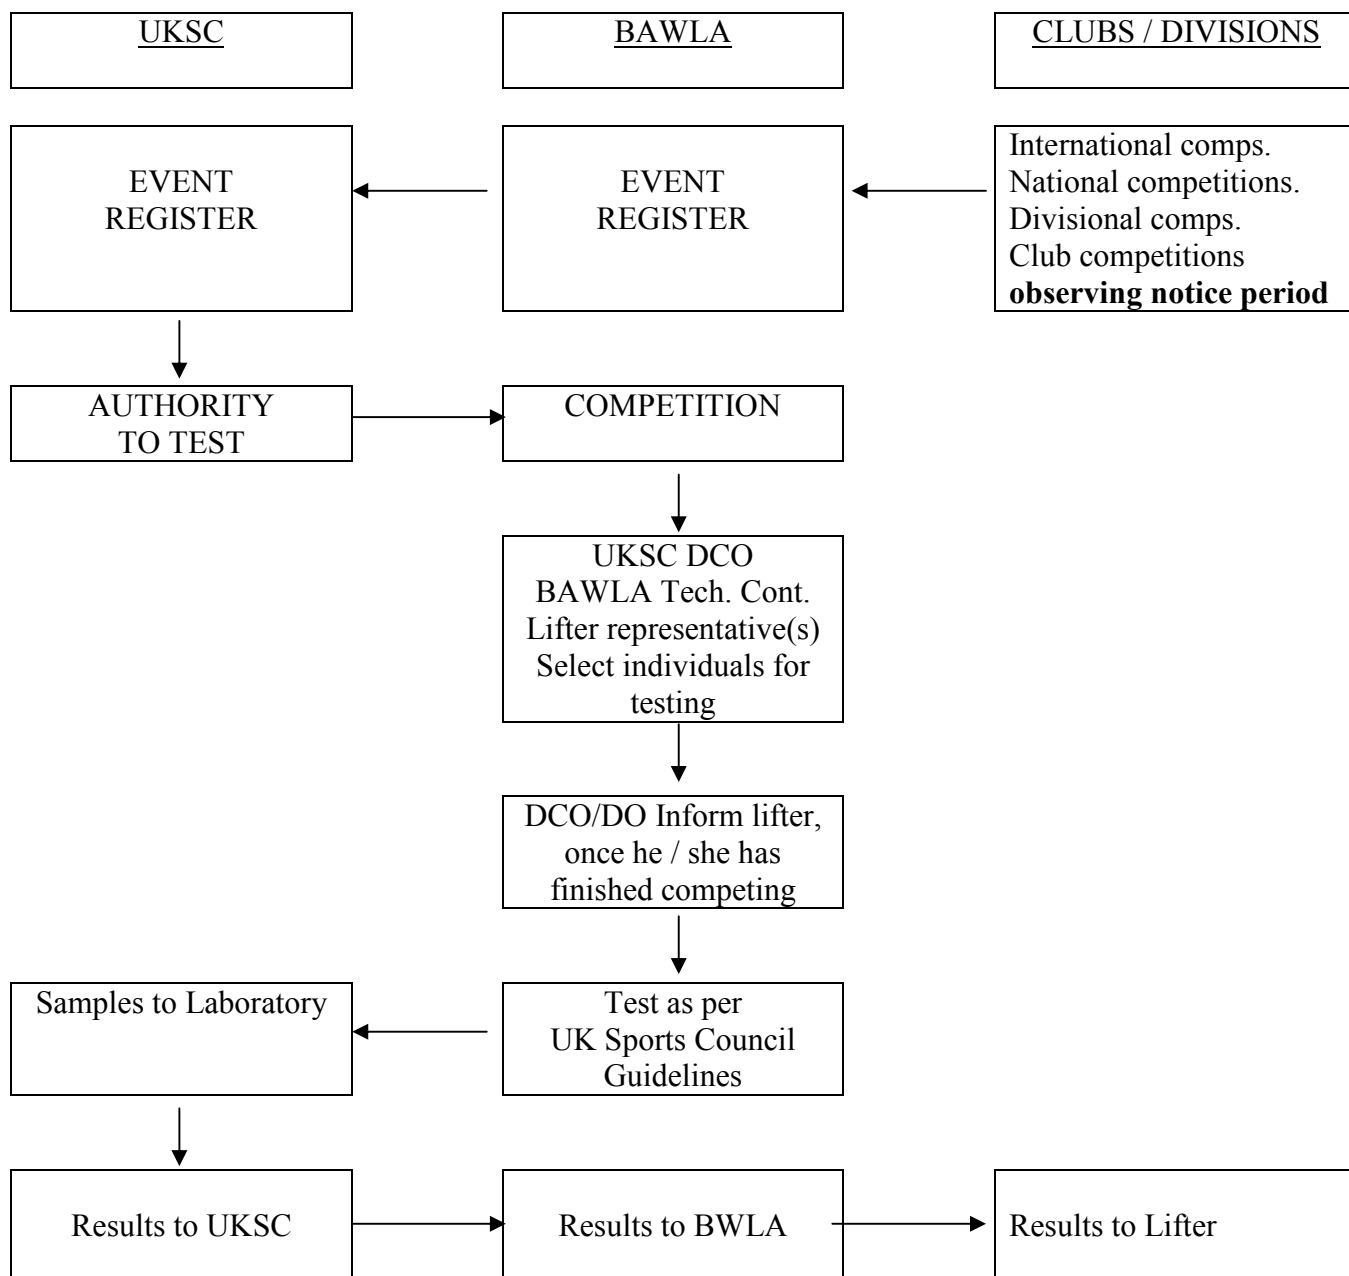 UKSC
BAWLA
CLUBS / DIVISIONS
EVENT
REGISTER
EVENT
REGISTER
International comps.
National competitions.
Divisional comps.
Club competitions
observing notice period
AUTHORITY
TO TEST
COMPETITION
UKSC DCO
BAWLA Tech. Cont.
Lifter representative(s)
Select individuals for
testing
DCO/DO Inform lifter,
once he / she has
finished competing
Samples to Laboratory
Test as per
UK Sports Council
Guidelines
Results to UKSC
Results to BWLA
Results to Lifter